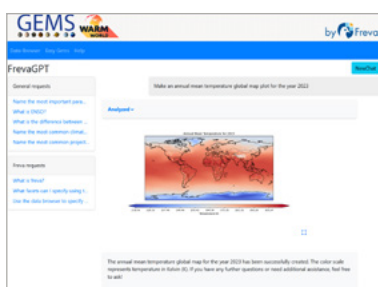 GEMS WARM WORLD
by Freva
Data Browser Easy Gems Help
FrevaGPT
NewChat
General requests
Name the most important para...
What is ENSO?
What is the difference between ...
Name the most common climat...
Name the most common project...
Freva requests
What is freva?
What facets can I specify using t...
Use the data browser to specify ...
Make an annual mean temperature global map plot for the year 2023
Analyzed
Annual Mean Temperature for 2023
Temperature (K)
The annual mean temperature global map for the year 2023 has been successfully created. The color scale
represents temperature in Kelvin (K). If you have any further questions or need additional assistance, feel free
to ask!